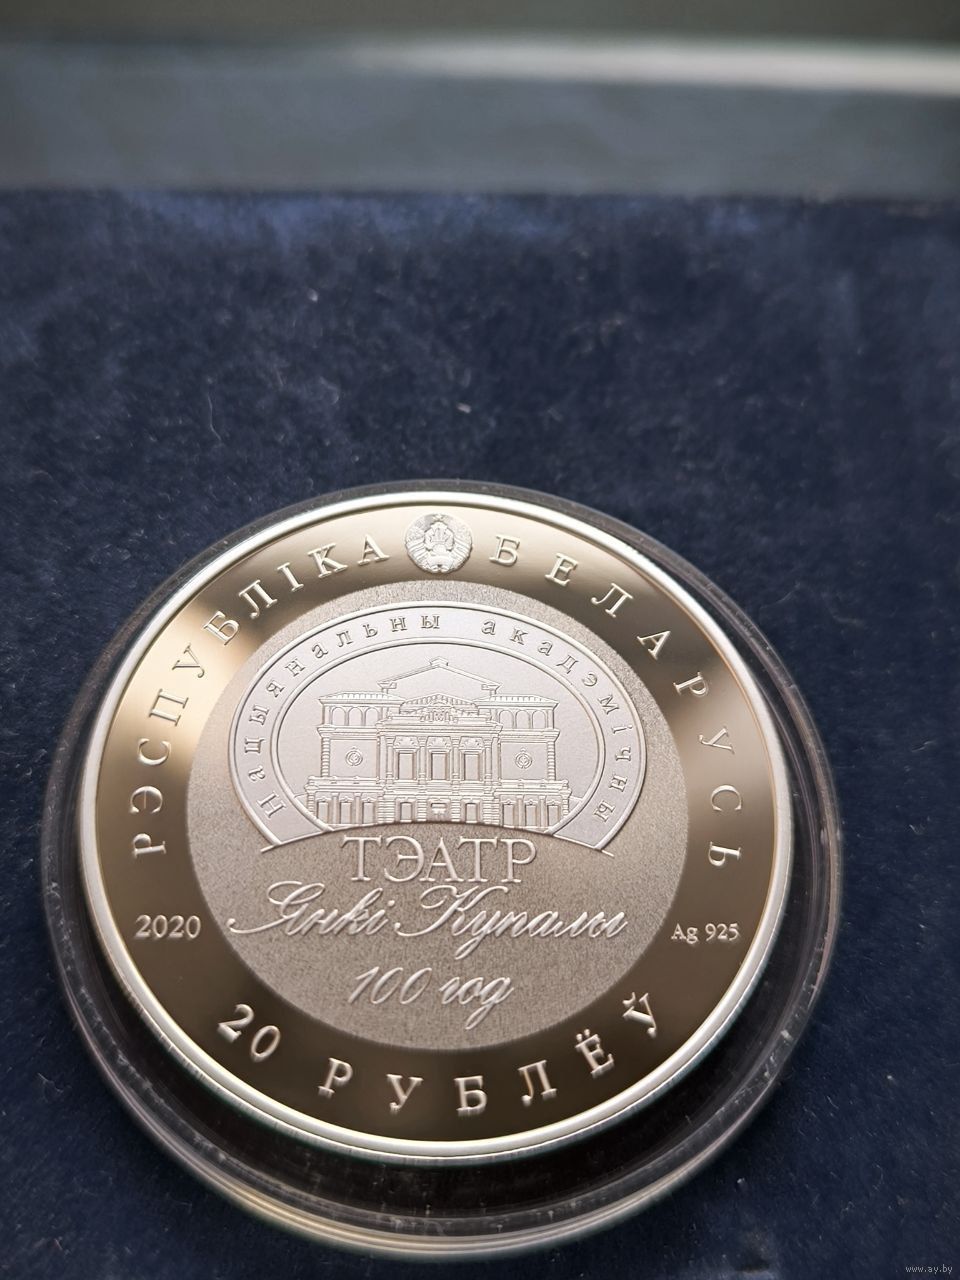 РЭСПУБЛІКА БЕЛАРУСЬ
Нацыянальны акадэмічны
ТЭАТР
Янкі Купалы
100 год
2020
Ag 925
20 РУБЛЁЎ
www.ay.by